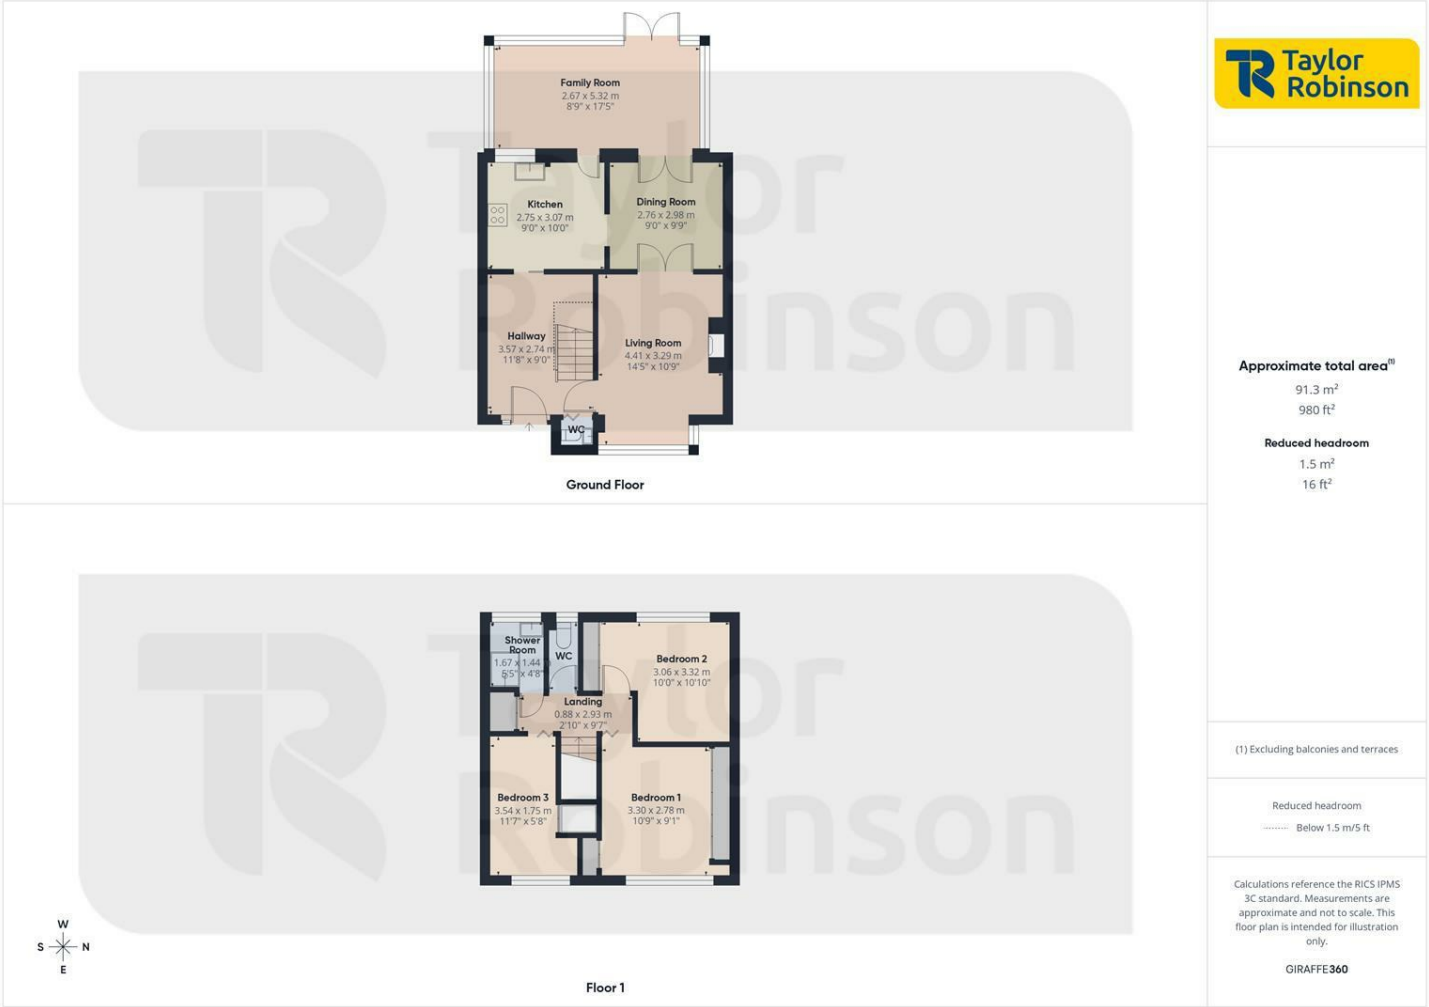 Family Room
2.67 x 5.32 m
8'9" x 17'5"
Kitchen
2.75 x 3.07 m
9'0" x 10'0"
Dining Room
2.76 x 2.98 m
9'0" x 9'9"
Hallway
3.57 x 2.74 m
11'8" x 9'0"
Living Room
4.41 x 3.29 m
14'5" x 10'9"
WC
Ground Floor
Shower
Room
1.67 x 1.44
5'5" x 4'8"
WC
Bedroom 2
3.06 x 3.32 m
10'0" x 10'10"
Landing
0.88 x 2.93 m
2'10" x 9'7"
Bedroom 3
3.54 x 1.75 m
11'7" x 5'8"
Bedroom 1
3.30 x 2.78 m
10'9" x 9'1"
Floor 1
W
S N
E
Taylor
Robinson
Taylor
Robinson
TR Taylor
Robinson
Approximate total area(1)
91.3 m²
980 ft²
Reduced headroom
1.5 m²
16 ft²
(1) Excluding balconies and terraces
Reduced headroom
Below 1.5 m/5 ft
Calculations reference the RICS IPMS
3C standard. Measurements are
approximate and not to scale. This
floor plan is intended for illustration
only.
GIRAFFE360